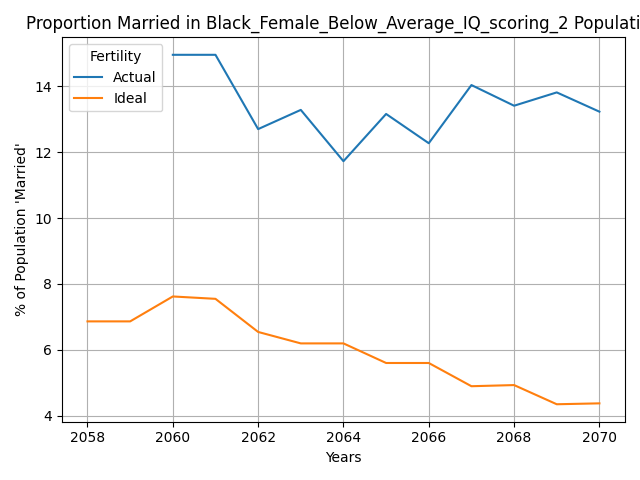 Proportion Married in Black_Female_Below_Average_IQ_scoring_2 Populati
Fertility
Actual
Ideal
14
12
10
8
6
4
% of Population 'Married'
2058 2060 2062 2064 2066 2068 2070
Years